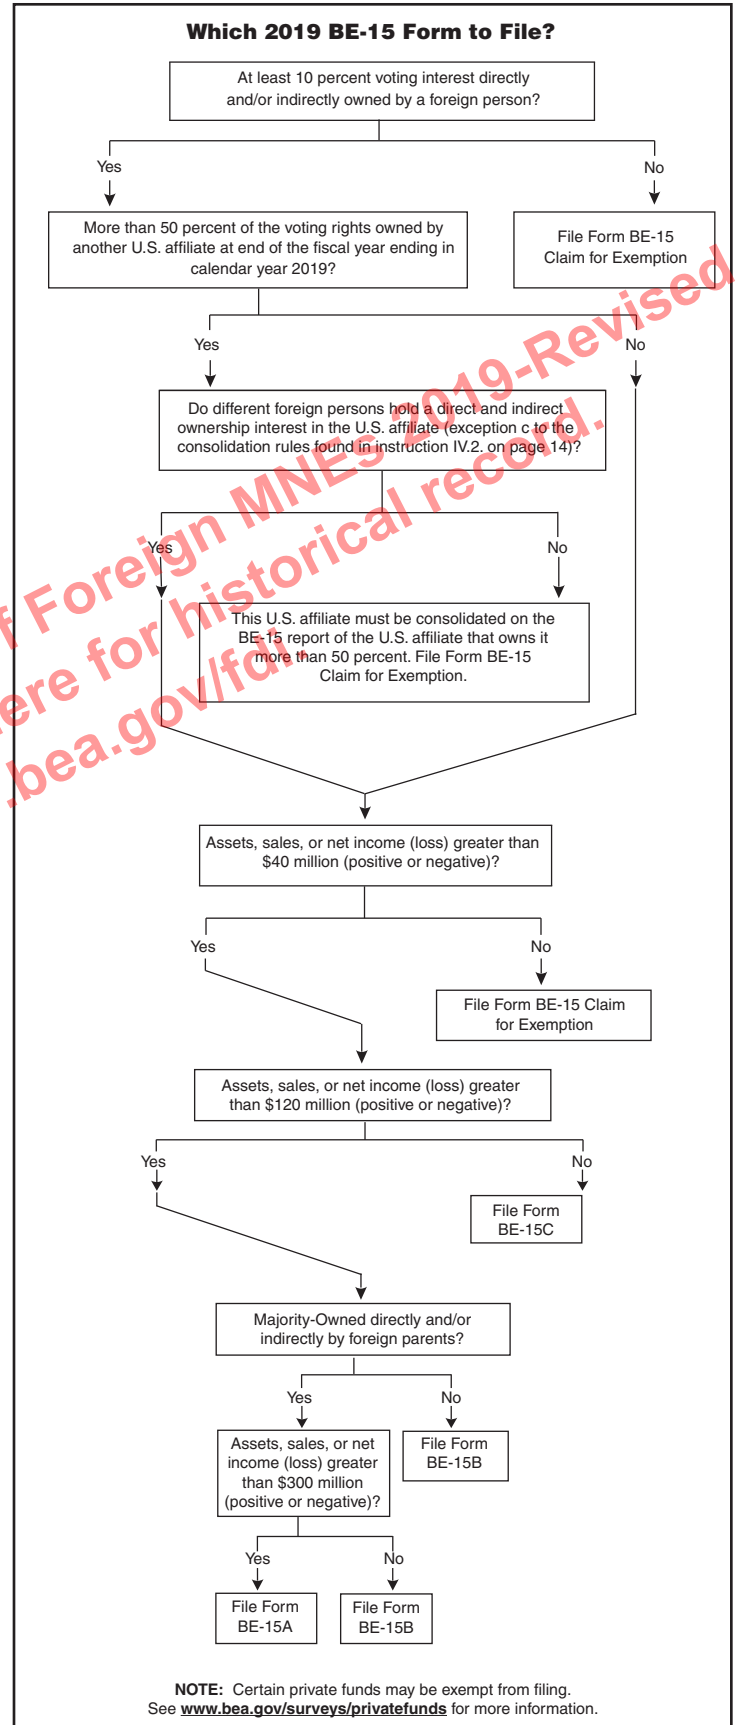 Which 2019 BE-15 Form to File?
At least 10 percent voting interest directly
and/or indirectly owned by a foreign person?
Yes
No
More than 50 percent of the voting rights owned by
another U.S. affiliate at end of the fiscal year ending in
calendar year 2019?
File Form BE-15
Claim for Exemption
Yes
No
Do different foreign persons hold a direct and indirect
ownership interest in the U.S. affiliate (exception c to the
consolidation rules found in instruction IV.2. on page 14)?
Yes
No
This U.S. affiliate must be consolidated on the
BE-15 report of the U.S. affiliate that owns it
more than 50 percent. File Form BE-15
Claim for Exemption.
Assets, sales, or net income (loss) greater than
$40 million (positive or negative)?
Yes
No
File Form BE-15 Claim
for Exemption
Assets, sales, or net income (loss) greater
than $120 million (positive or negative)?
Yes
No
File Form
BE-15C
Majority-Owned directly and/or
indirectly by foreign parents?
Yes
No
Assets, sales, or net
income (loss) greater
than $300 million
(positive or negative)?
File Form
BE-15B
Yes
No
File Form
BE-15A
File Form
BE-15B
NOTE: Certain private funds may be exempt from filing.
See www.bea.gov/surveys/privatefunds for more information.
f Foreign MNEs 2019-Revised
ere for historical record.
.bea.gov/fdi.